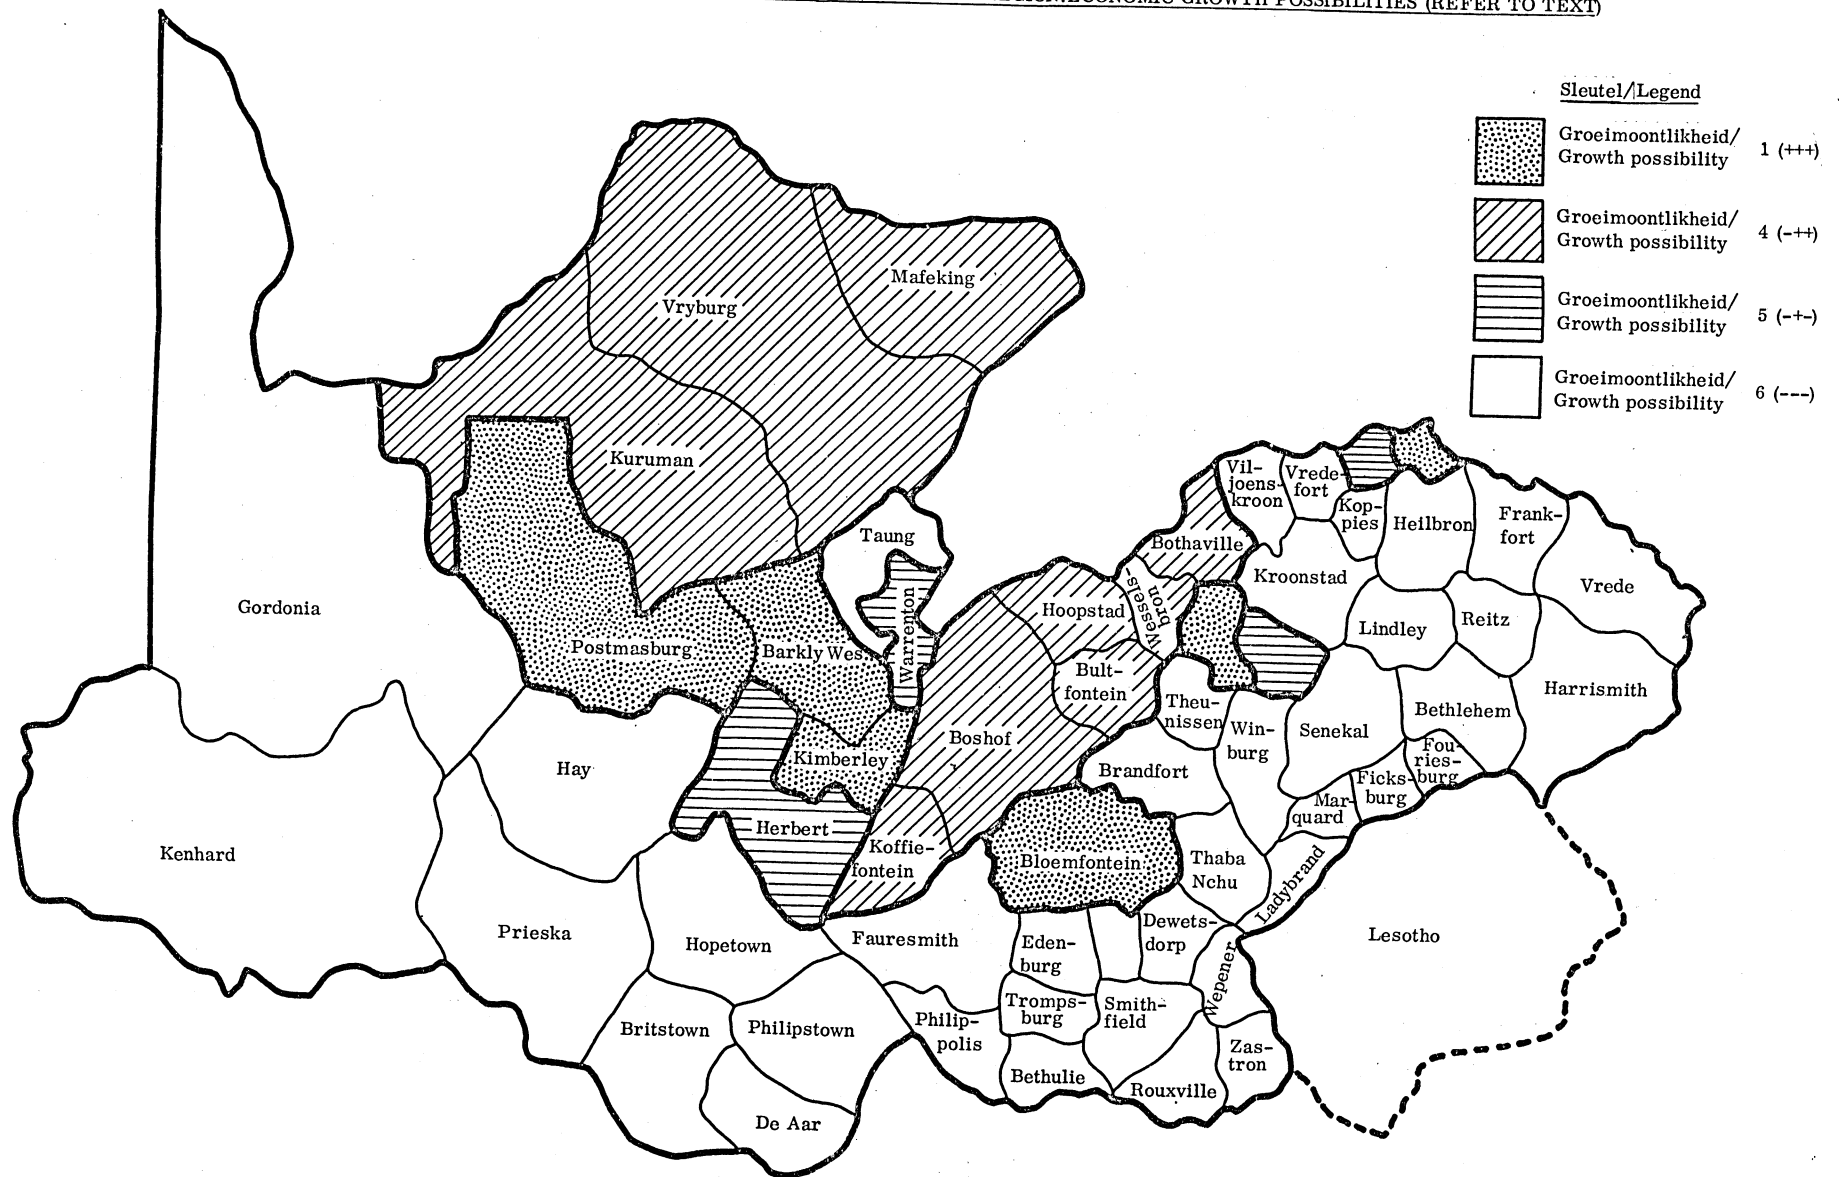 ECONOMIC GROWTH POSSIBILITIES (REFER TO TEXT)
Sleutel/Legend
Groeimoontlikheid/
Growth possibility 1 (+++)
Groeimoontlikheid/
Growth possibility 4 (-++)
Groeimoontlikheid/
Growth possibility 5 (-+-)
Groeimoontlikheid/
Growth possibility 6 (---)
Mafeking
Vryburg
Kuruman
Taung
Gordonia
Postmasburg
Barkly Wes
Warrenton
Hay
Kimberley
Herbert
Koffie-
fontein
Boshof
Hoopstad
Bult-
fontein
Wessels-
bron
Bothaville
Vil-
joens-
kroon
Vrede-
fort
Kop-
pies
Heilbron
Frank-
fort
Vrede
Kroonstad
Lindley
Reitz
Harrismith
Theu-
nissen
Win-
burg
Senekal
Bethlehem
Fou-
ries-
burg
Ficks-
burg
Mar-
quard
Brandfort
Bloemfontein
Thaba
Nchu
Ladybrand
Lesotho
Kenhard
Prieska
Hopetown
Fauresmith
Eden-
burg
Dewets-
dorp
Wepener
Tromps-
burg
Smith-
field
Philip-
polis
Britstown
Philipstown
Bethulie
Rouxville
Zas-
tron
De Aar